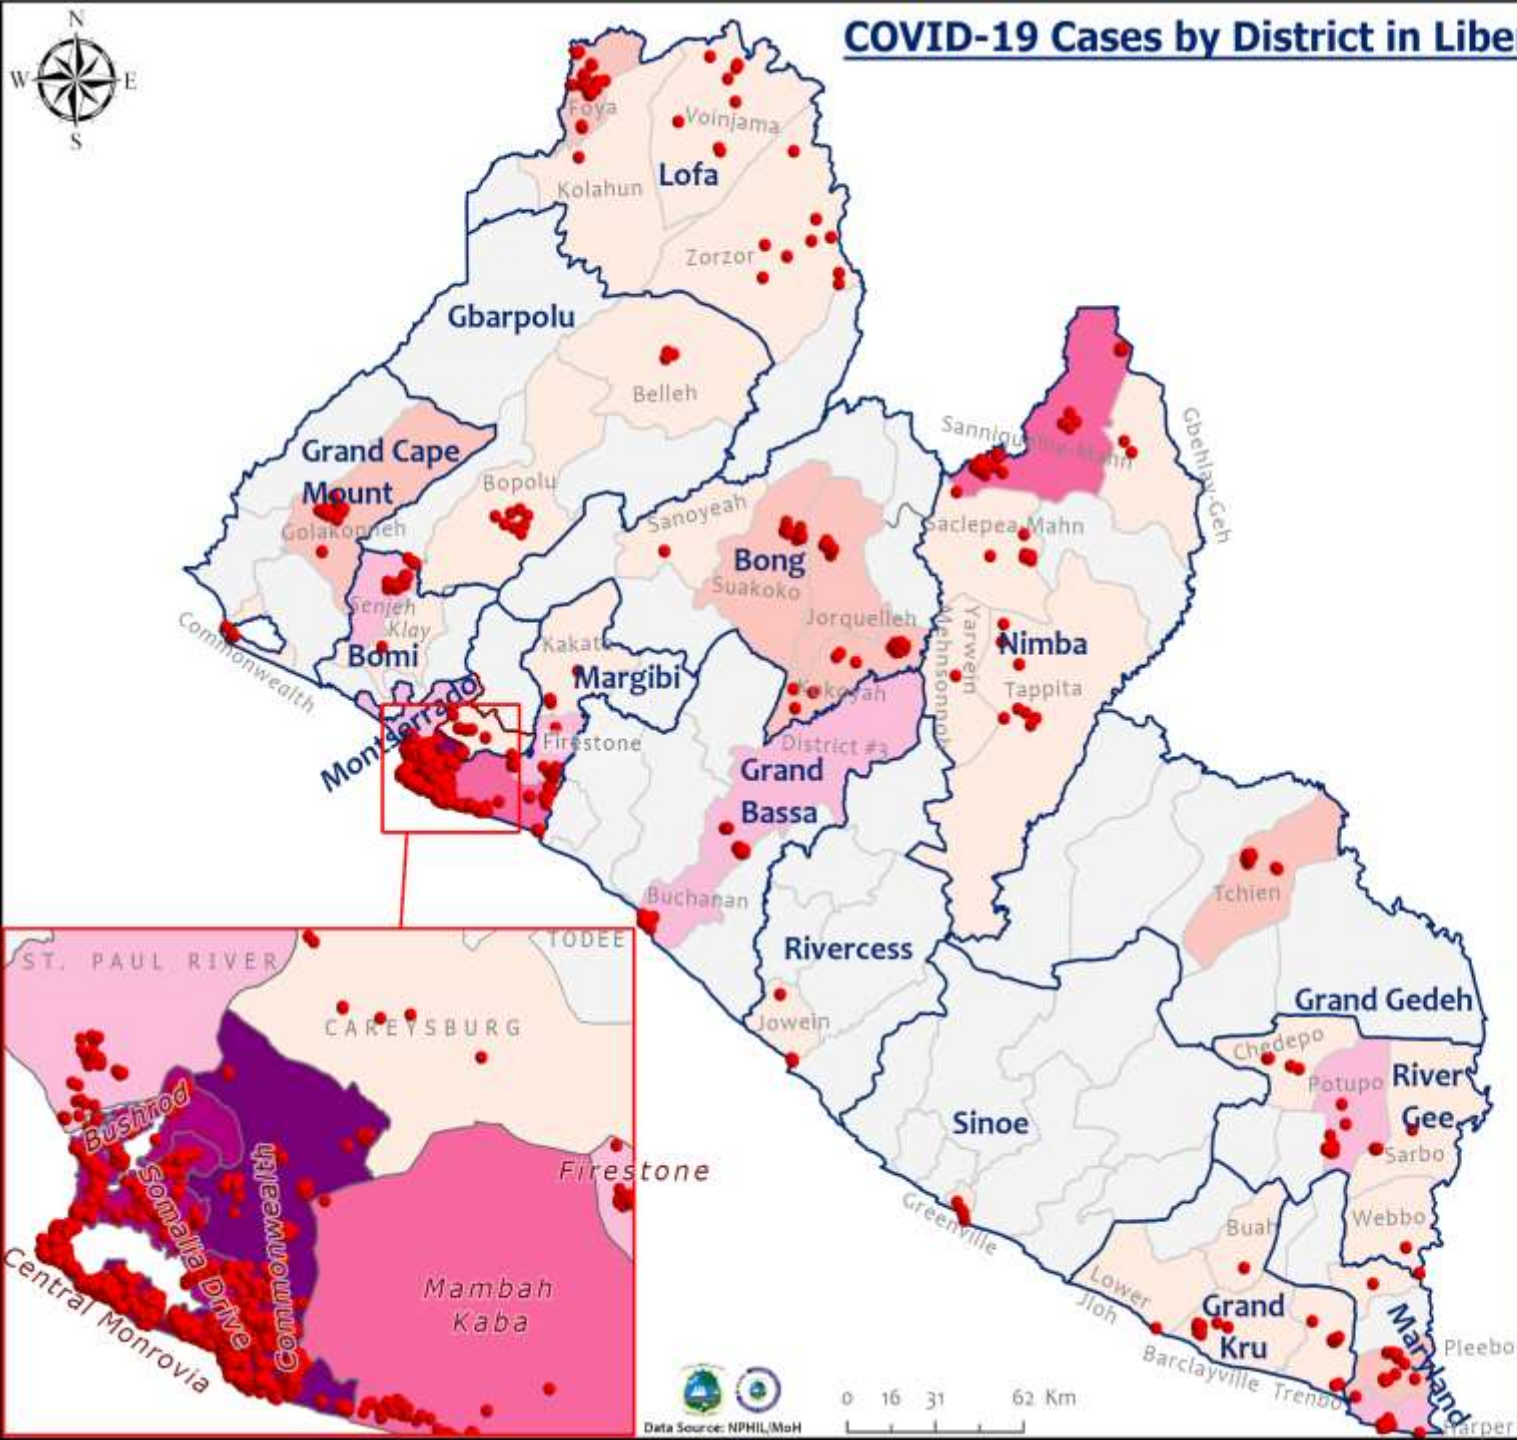 COVID-19 Cases by District in Libe
N
W
E
S
Foya
Voinjama
Lofa
Kolahun
Zorzor
Gbarpolu
Belleh
Grand Cape
Mount
Golakonneh
Bopolu
Sanniquellie-Mahn
Gbehlay-Geh
Sanoyeah
Saclepea Mahn
Bong
Suakoko
Jorquelleh
Senjeh
Klay
Bomi
Commonwealth
Kakata
Margibi
Kokoyah
Mehnsonnoh
Yarwein
Nimba
Tappita
Montserrado
Firestone
District #3
Grand
Bassa
Buchanan
Tchien
Rivercess
Jowein
Grand Gedeh
Chedepo
Potupo
River
Gee
Sarbo
Sinoe
Greenville
Webbo
Buah
Lower
Jloh
Grand
Kru
Barclayville
Trenbo
Maryland
Pleebo
Harper
ST. PAUL RIVER
TODEE
CAREYSBURG
Bushrod
Somalia Drive
Commonwealth
Central Monrovia
Firestone
Mambah
Kaba
Data Source: NPHIL/MoH
0 16 31 62 Km